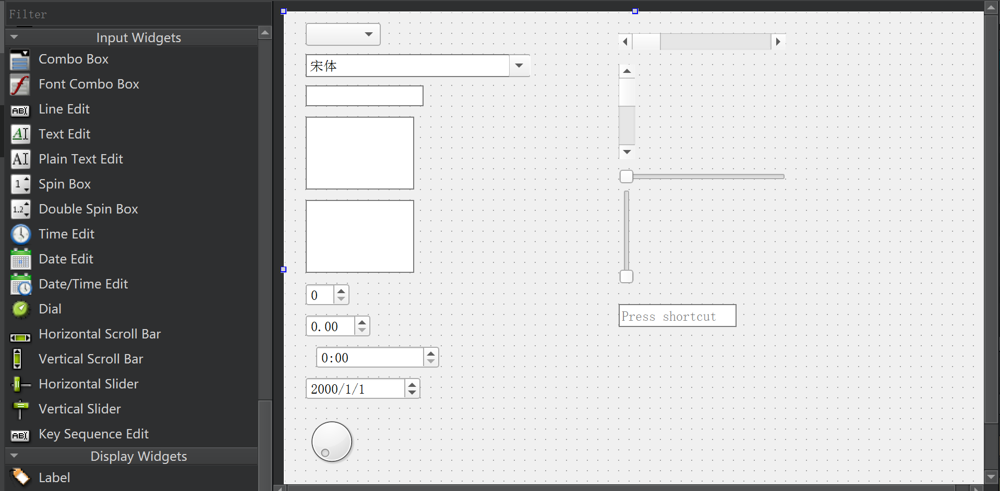 Filter
Input Widgets
Combo Box
Font Combo Box
Line Edit
Text Edit
Plain Text Edit
Spin Box
Double Spin Box
Time Edit
Date Edit
Date/Time Edit
Dial
Horizontal Scroll Bar
Vertical Scroll Bar
Horizontal Slider
Vertical Slider
Key Sequence Edit
Display Widgets
Label
宋体
0
0.00
0:00
2000/1/1
Press shortcut